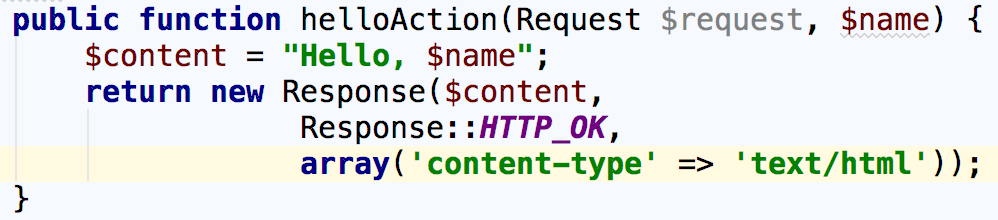 public function helloAction(Request $request, $name) {
    $content = "Hello, $name";
    return new Response($content,
                Response::HTTP_OK,
                array('content-type' => 'text/html'));
}